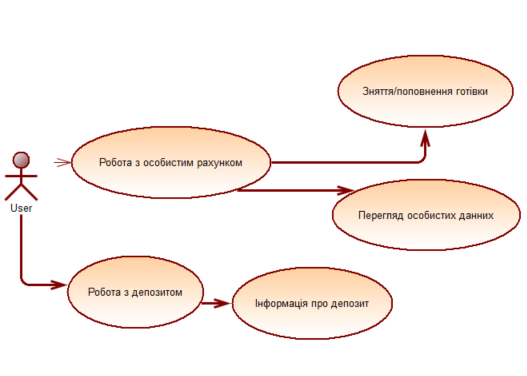 Зняття/поповнення готівки
Робота з особистим рахунком
User
Перегляд особистих данних
Робота з депозитом
Інформація про депозит